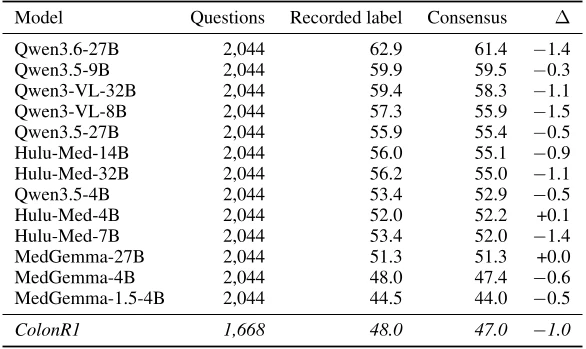 Model Questions Recorded label Consensus Δ
Qwen3.6-27B 2,044 62.9 61.4 −1.4
Qwen3.5-9B 2,044 59.9 59.5 −0.3
Qwen3-VL-32B 2,044 59.4 58.3 −1.1
Qwen3-VL-8B 2,044 57.3 55.9 −1.5
Qwen3.5-27B 2,044 55.9 55.4 −0.5
Hulu-Med-14B 2,044 56.0 55.1 −0.9
Hulu-Med-32B 2,044 56.2 55.0 −1.1
Qwen3.5-4B 2,044 53.4 52.9 −0.5
Hulu-Med-4B 2,044 52.0 52.2 +0.1
Hulu-Med-7B 2,044 53.4 52.0 −1.4
MedGemma-27B 2,044 51.3 51.3 +0.0
MedGemma-4B 2,044 48.0 47.4 −0.6
MedGemma-1.5-4B 2,044 44.5 44.0 −0.5
ColonR1 1,668 48.0 47.0 −1.0